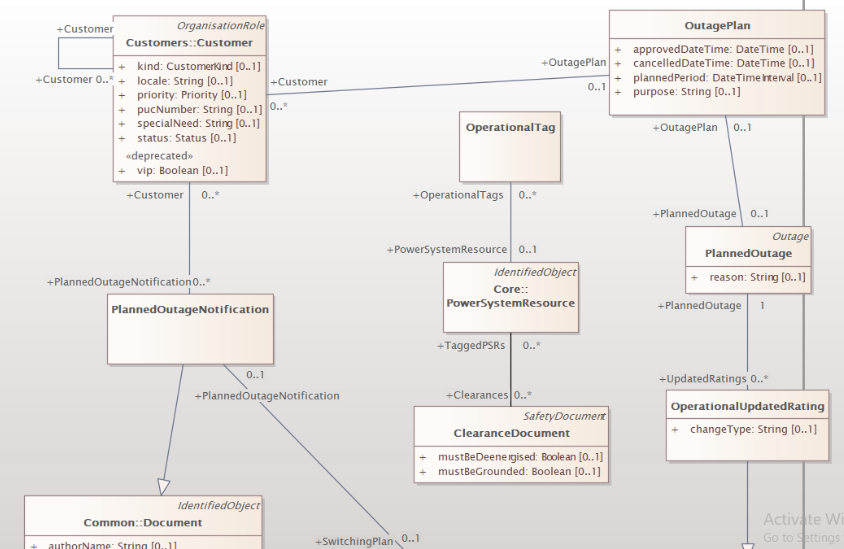 OrganisationRole
Customers::Customer
+ kind: CustomerKind [0..1]
+ locale: String [0..1]
+ priority: Priority [0..1]
+ pucNumber: String [0..1]
+ specialNeed: String [0..1]
+ status: Status [0..1]
«deprecated»
+ vip: Boolean [0..1]
+Customer
+Customer 0..*
+Customer
0..*
+OutagePlan
0..1
OutagePlan
+ approvedDateTime: DateTime [0..1]
+ cancelledDateTime: DateTime [0..1]
+ plannedPeriod: DateTimeInterval [0..1]
+ purpose: String [0..1]
OperationalTag
+OutagePlan 0..1
+Customer 0..*
+OperationalTags 0..*
+PlannedOutage 0..1
+PowerSystemResource 0..1
Outage
PlannedOutage
+ reason: String [0..1]
IdentifiedObject
Core::
PowerSystemResource
+PlannedOutageNotification 0..*
PlannedOutageNotification
+PlannedOutage 1
+TaggedPSRs 0..*
0..1
+PlannedOutageNotification
+UpdatedRatings 0..*
+Clearances 0..*
OperationalUpdatedRating
+ changeType: String [0..1]
SafetyDocument
ClearanceDocument
+ mustBeDeenergised: Boolean [0..1]
+ mustBeGrounded: Boolean [0..1]
IdentifiedObject
Common::Document
+ authorName: String [0..1]
+SwitchingPlan 0..1
Activate Wi
Go to Settings